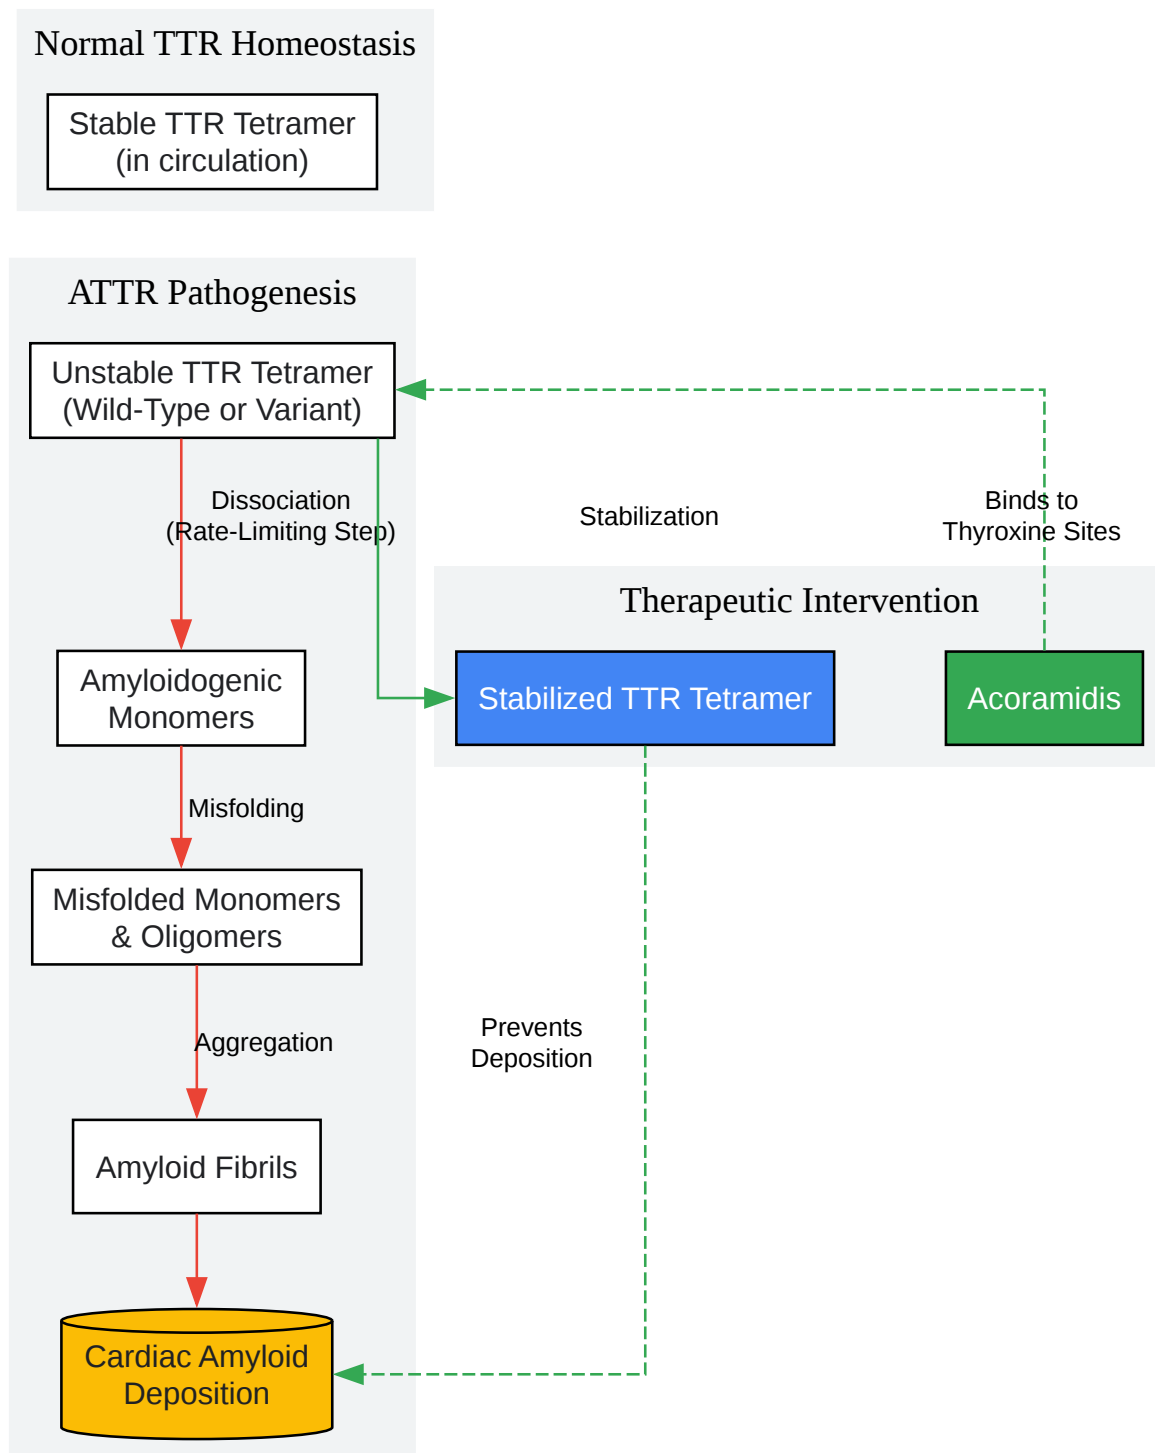 Normal TTR Homeostasis
Stable TTR Tetramer
(in circulation)
ATTR Pathogenesis
Unstable TTR Tetramer
(Wild-Type or Variant)
Dissociation
(Rate-Limiting Step)
Stabilization
Binds to
Thyroxine Sites
Therapeutic Intervention
Amyloidogenic
Monomers
Stabilized TTR Tetramer
Acoramidis
Misfolding
Misfolded Monomers
& Oligomers
Aggregation
Prevents
Deposition
Amyloid Fibrils
Cardiac Amyloid
Deposition